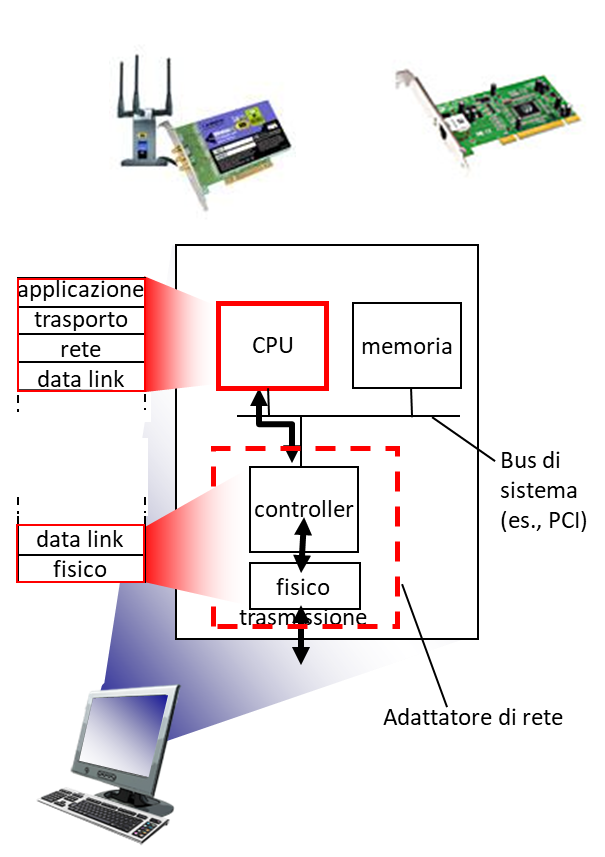 applicazione
trasporto
rete
data link
CPU
memoria
Bus di
sistema
(es., PCI)
controller
data link
fisico
fisico
trasmissione
Adattatore di rete